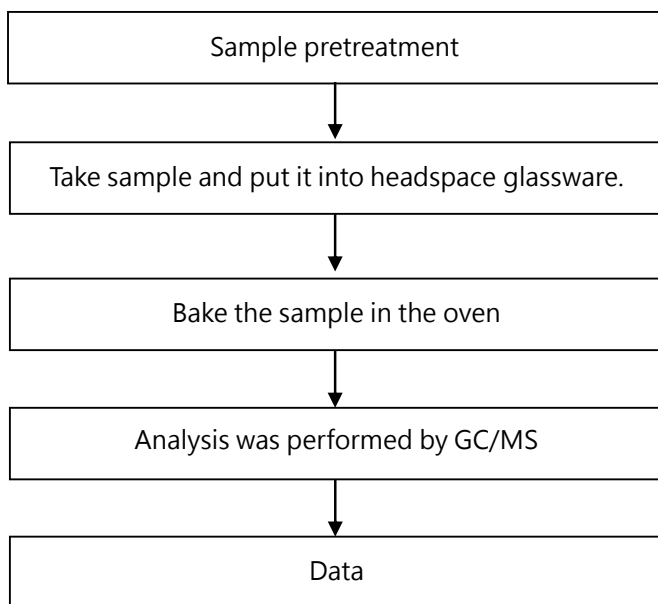 Sample pretreatment
Take sample and put it into headspace glassware.
Bake the sample in the oven
Analysis was performed by GC/MS
Data